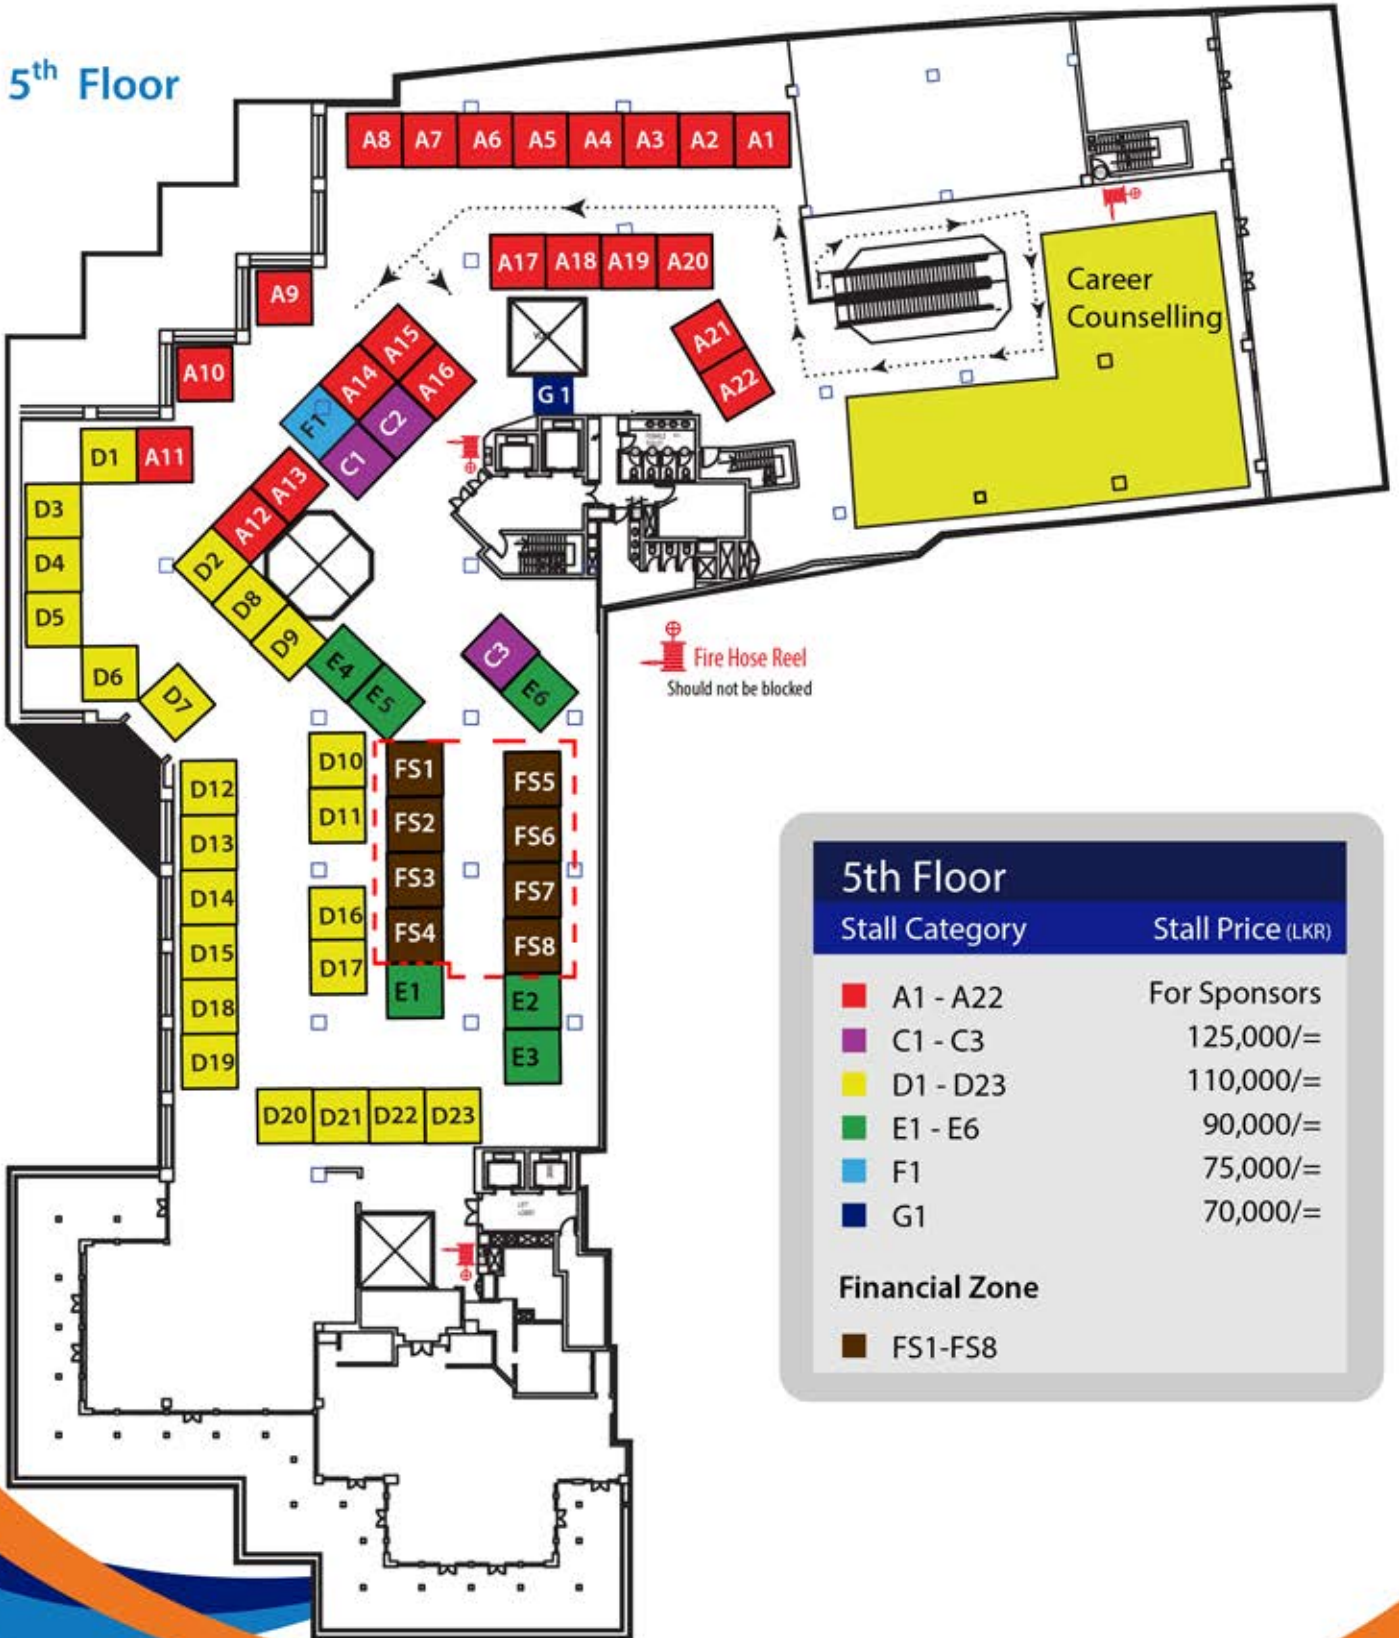 5th Floor
A8 A7 A6 A5 A4 A3 A2 A1
A17 A18 A19 A20
A9
A10
A15
A14 A16
F1 C2
C1
A21
A22
Career
Counselling
G 1
D1 A11
A13
A12
D3
D4
D5
D6
D7
D2
D8
D9
E4
E5
C3
E6
Fire Hose Reel
Should not be blocked
D10
D11
FS1
FS2
FS3
FS4
E1
FS5
FS6
FS7
FS8
E2
E3
D12
D13
D14
D15
D18
D19
D16
D17
D20 D21 D22 D23
LIFT
LOBBY
5th Floor
Stall Category Stall Price (LKR)
A1 - A22 For Sponsors
C1 - C3 125,000/=
D1 - D23 110,000/=
E1 - E6 90,000/=
F1 75,000/=
G1 70,000/=
Financial Zone
FS1-FS8